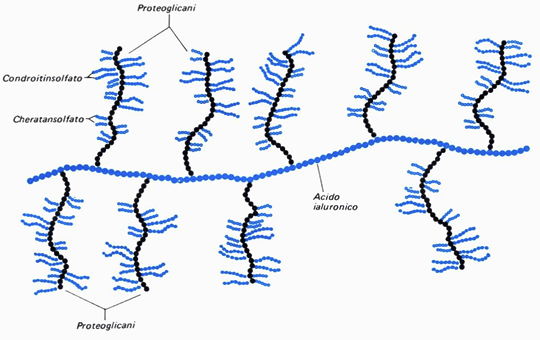 Proteoglicani
Condroitinsolfato
Cheratansolfato
Acido
ialuronico
Proteoglicani